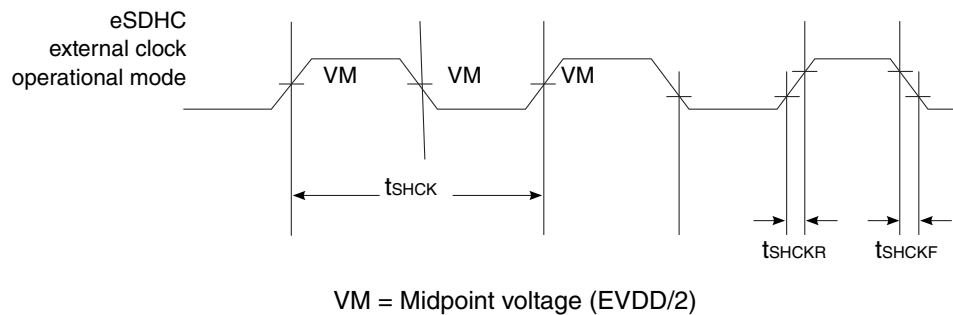 eSDHC
external clock
operational mode
VM VM VM
tSHCK
tSHCKR tSHCKF
VM = Midpoint voltage (EVDD/2)